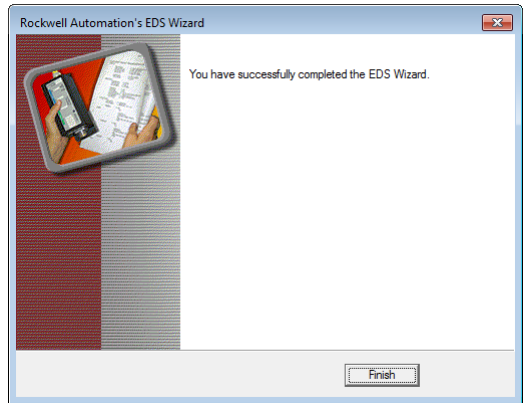 Rockwell Automation's EDS Wizard
You have successfully completed the EDS Wizard.
Finish